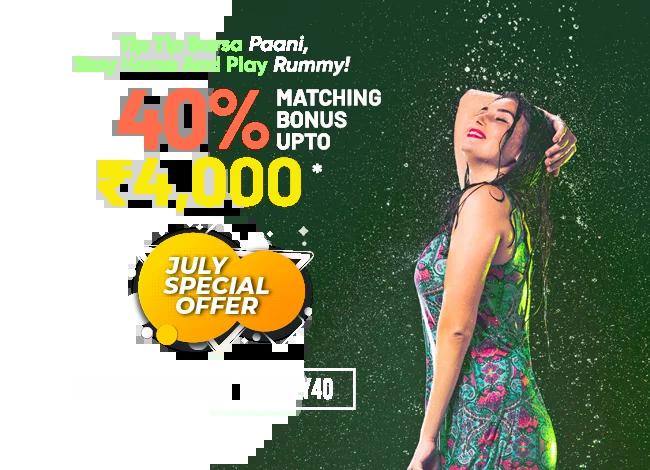 Tip Tip Barsa Paani,
Stay Home And Play Rummy!
40%
MATCHING
BONUS
UPTO
₹4,000*
JULY
SPECIAL
OFFER